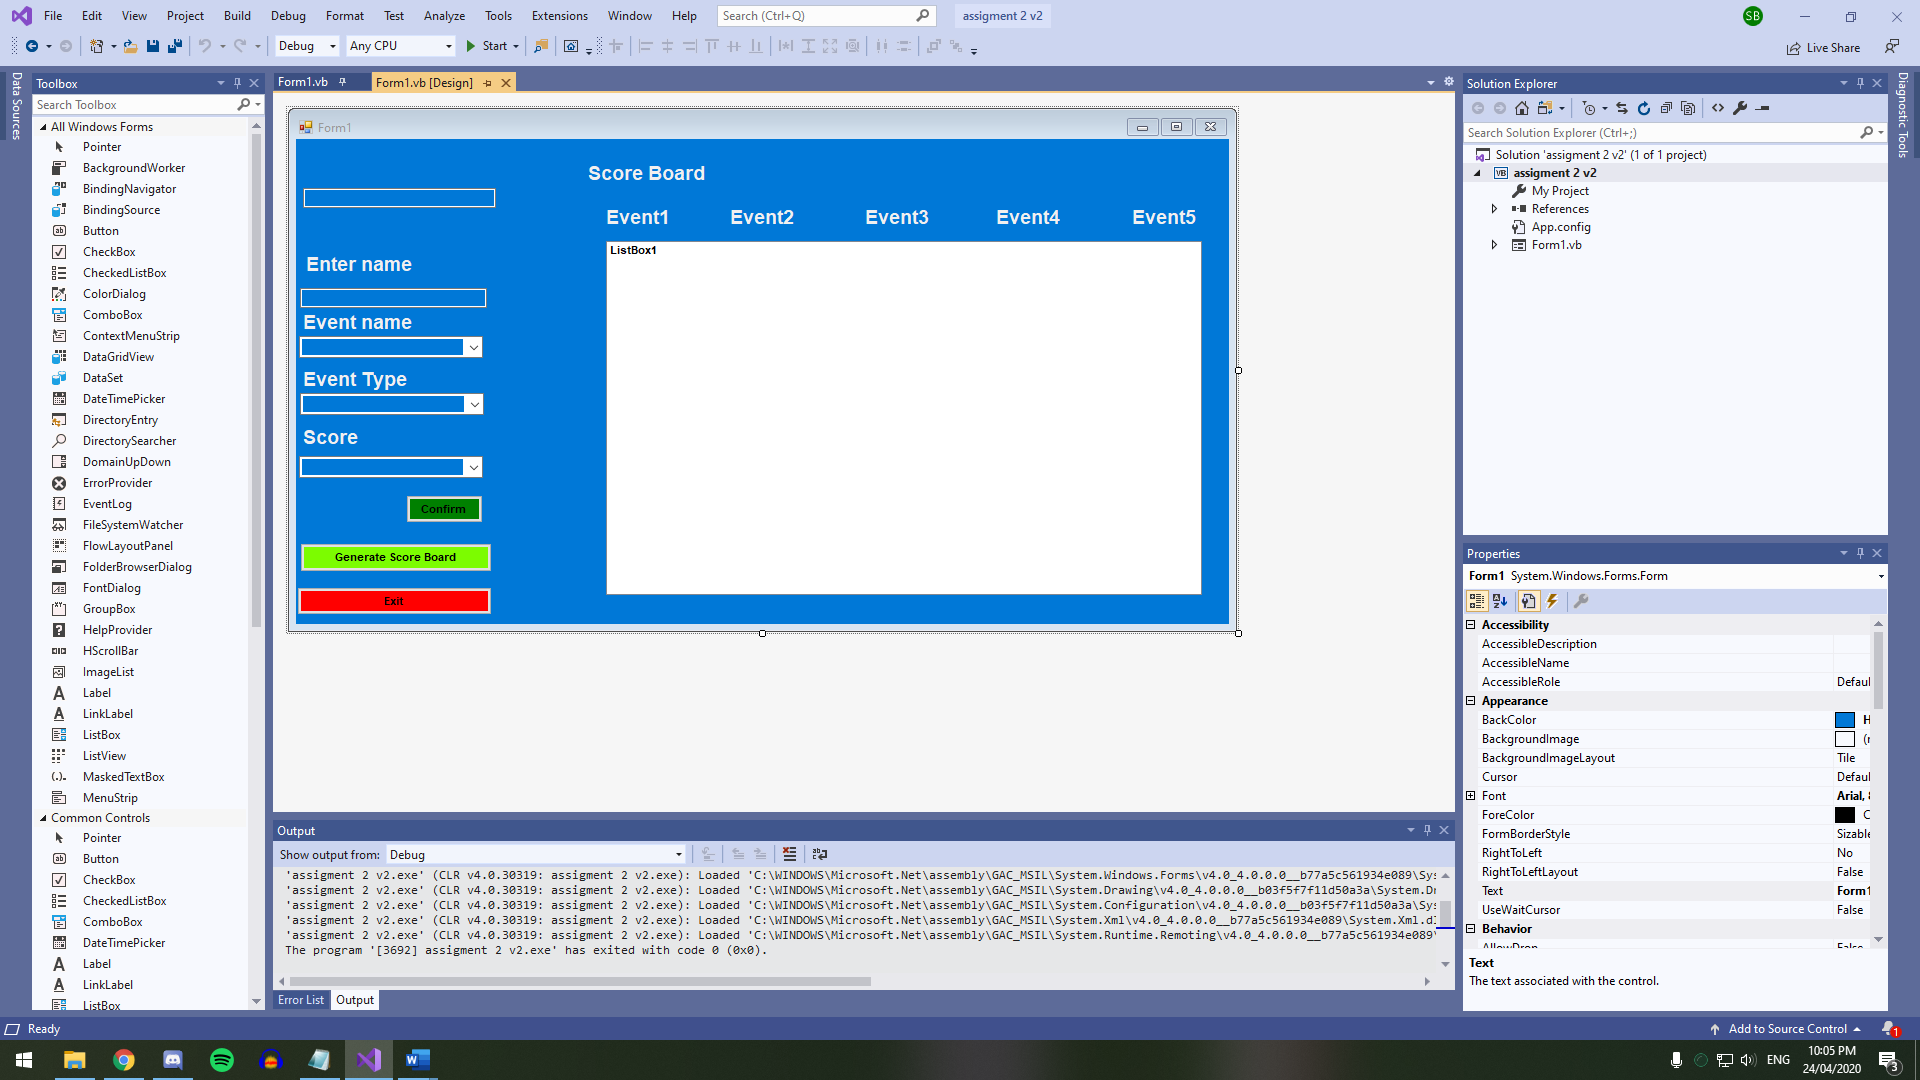 File Edit View Project Build Debug Format Test Analyze Tools Extensions Window Help Search (Ctrl+Q) assigment 2 v2 SB
Debug Any CPU Start Live Share
Data Sources
Toolbox
Search Toolbox
All Windows Forms
Pointer
BackgroundWorker
BindingNavigator
BindingSource
Button
CheckBox
CheckedListBox
ColorDialog
ComboBox
ContextMenuStrip
DataGridView
DataSet
DateTimePicker
DirectoryEntry
DirectorySearcher
DomainUpDown
ErrorProvider
EventLog
FileSystemWatcher
FlowLayoutPanel
FolderBrowserDialog
FontDialog
GroupBox
HelpProvider
HScrollBar
ImageList
Label
LinkLabel
ListBox
ListView
MaskedTextBox
MenuStrip
Common Controls
Pointer
Button
CheckBox
CheckedListBox
ComboBox
DateTimePicker
Label
LinkLabel
ListBox
Form1.vb Form1.vb [Design]
Form1
Score Board
Event1 Event2 Event3 Event4 Event5
ListBox1
Enter name
Event name
Event Type
Score
Confirm
Generate Score Board
Exit
Output
Show output from: Debug
'assigment 2 v2.exe' (CLR v4.0.30319: assigment 2 v2.exe): Loaded 'C:\WINDOWS\Microsoft.Net\assembly\GAC_MSIL\System.Windows.Forms\v4.0_4.0.0.0__b77a5c561934e089\Sys
'assigment 2 v2.exe' (CLR v4.0.30319: assigment 2 v2.exe): Loaded 'C:\WINDOWS\Microsoft.Net\assembly\GAC_MSIL\System.Drawing\v4.0_4.0.0.0__b03f5f7f11d50a3a\System.Dr
'assigment 2 v2.exe' (CLR v4.0.30319: assigment 2 v2.exe): Loaded 'C:\WINDOWS\Microsoft.Net\assembly\GAC_MSIL\System.Configuration\v4.0_4.0.0.0__b03f5f7f11d50a3a\Sys
'assigment 2 v2.exe' (CLR v4.0.30319: assigment 2 v2.exe): Loaded 'C:\WINDOWS\Microsoft.Net\assembly\GAC_MSIL\System.Xml\v4.0_4.0.0.0__b77a5c561934e089\System.Xml.dl
'assigment 2 v2.exe' (CLR v4.0.30319: assigment 2 v2.exe): Loaded 'C:\WINDOWS\Microsoft.Net\assembly\GAC_MSIL\System.Runtime.Remoting\v4.0_4.0.0.0__b77a5c561934e089\
The program '[3692] assigment 2 v2.exe' has exited with code 0 (0x0).
Error List Output
Solution Explorer
Search Solution Explorer (Ctrl+;)
Solution 'assigment 2 v2' (1 of 1 project)
VB assigment 2 v2
My Project
References
App.config
Form1.vb
Diagnostic Tools
Properties
Form1 System.Windows.Forms.Form
Accessibility
AccessibleDescription
AccessibleName
AccessibleRole Defaul
Appearance
BackColor H
BackgroundImage (r
BackgroundImageLayout Tile
Cursor Defaul
Font Arial, 8
ForeColor C
FormBorderStyle Sizable
RightToLeft No
RightToLeftLayout False
Text Form1
UseWaitCursor False
Behavior
AllowDrop False
Text
The text associated with the control.
Ready Add to Source Control 1
ENG 10:05 PM
24/04/2020 3